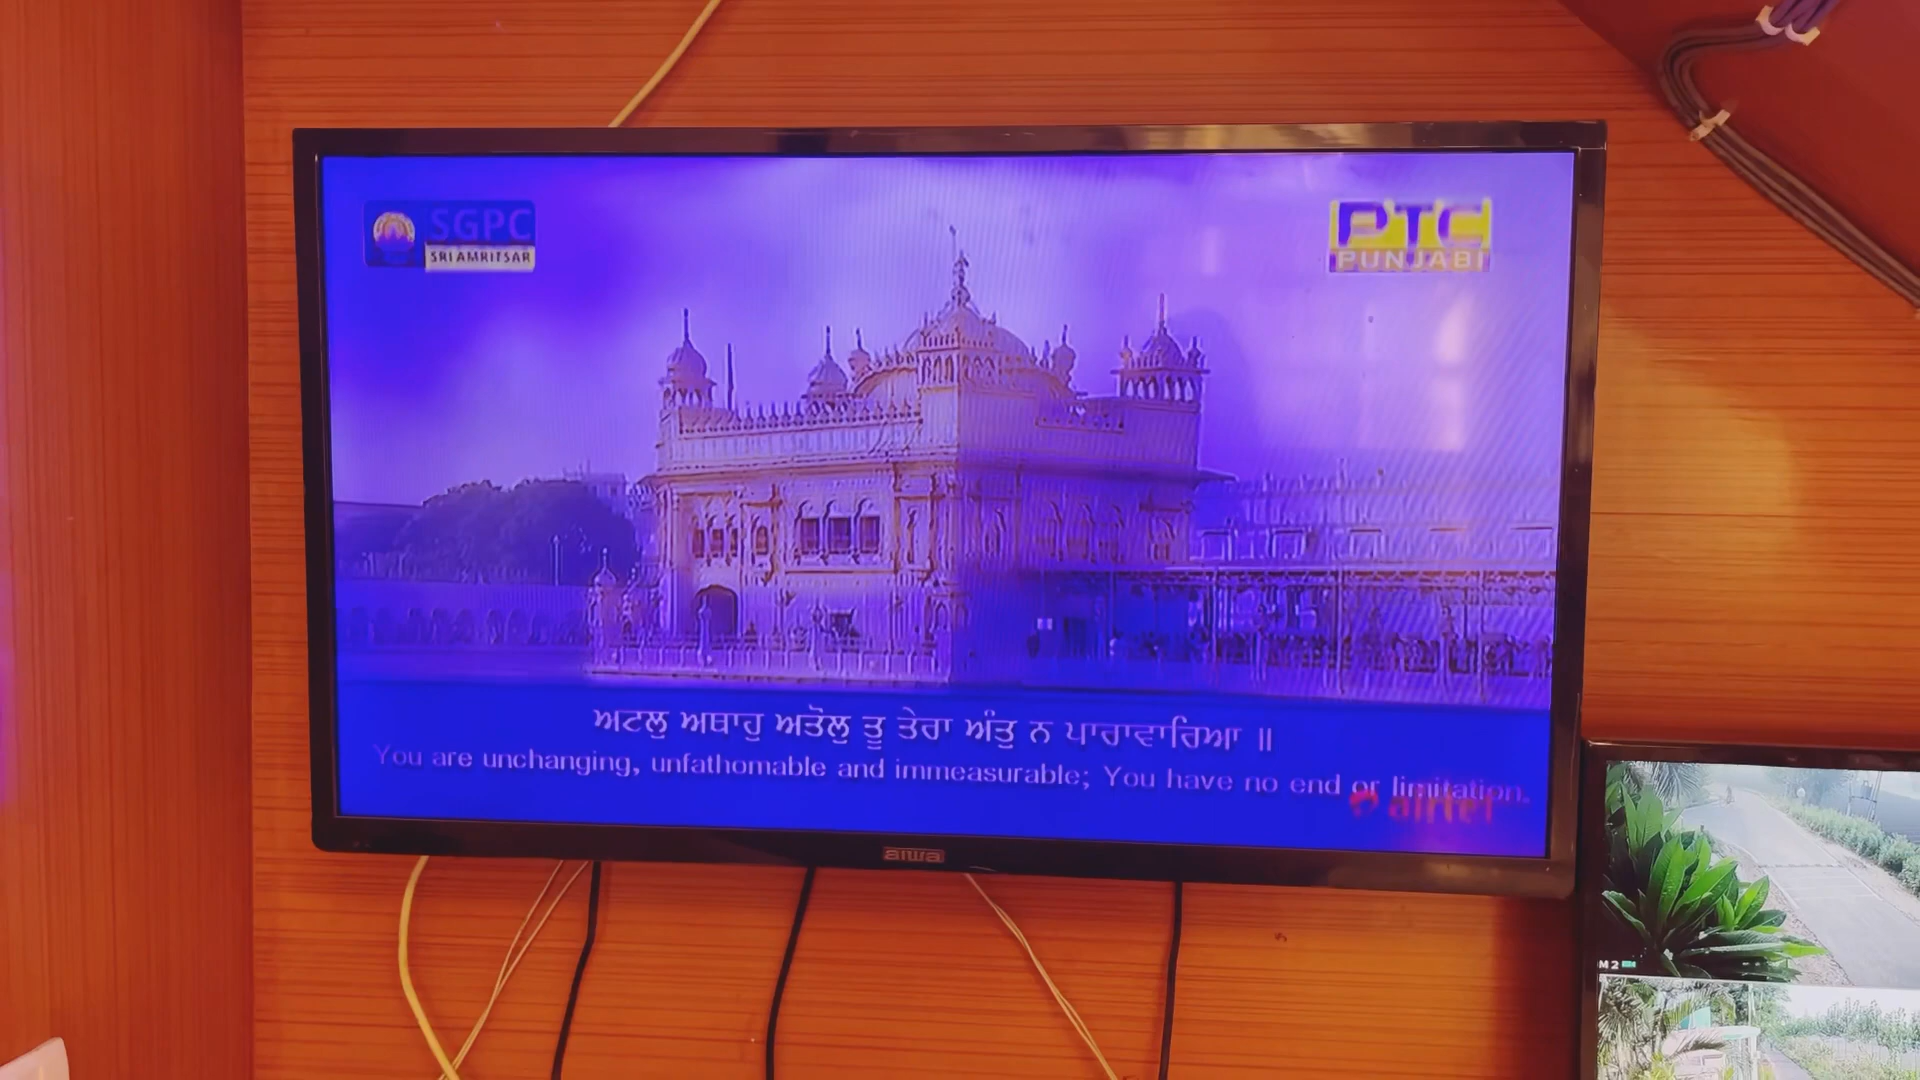 SGPC
SRI AMRITSAR
PTC
PUNJABI
ਅਟਲੁ ਅਥਾਹੁ ਅਤੋਲੁ ਤੂ ਤੇਰਾ ਅੰਤੁ ਨ ਪਾਰਾਵਾਰਿਆ ॥
You are unchanging, unfathomable and immeasurable; You have no end or limitation.
airtel
aiwa
M 2